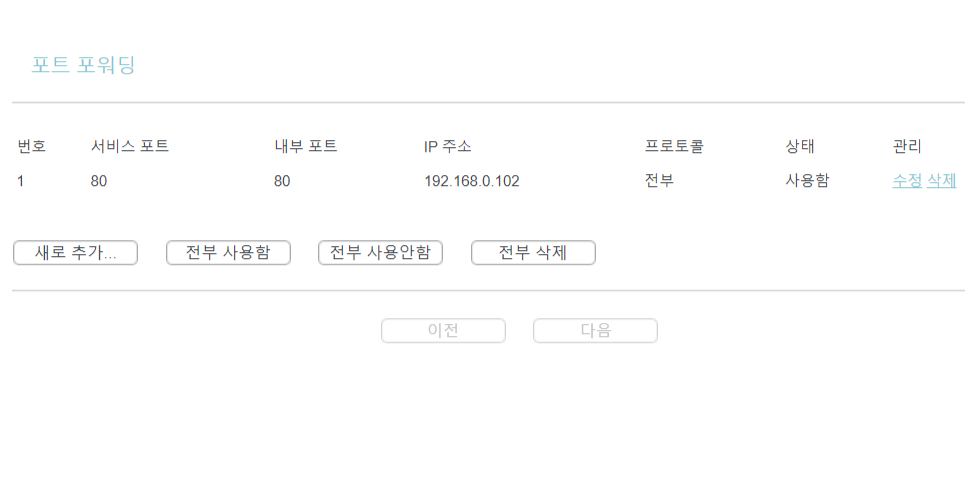 포트 포워딩
번호 서비스 포트 내부 포트 IP 주소 프로토콜 상태 관리
1 80 80 192.168.0.102 전부 사용함 수정 삭제
새로 추가... 전부 사용함 전부 사용안함 전부 삭제
이전 다음